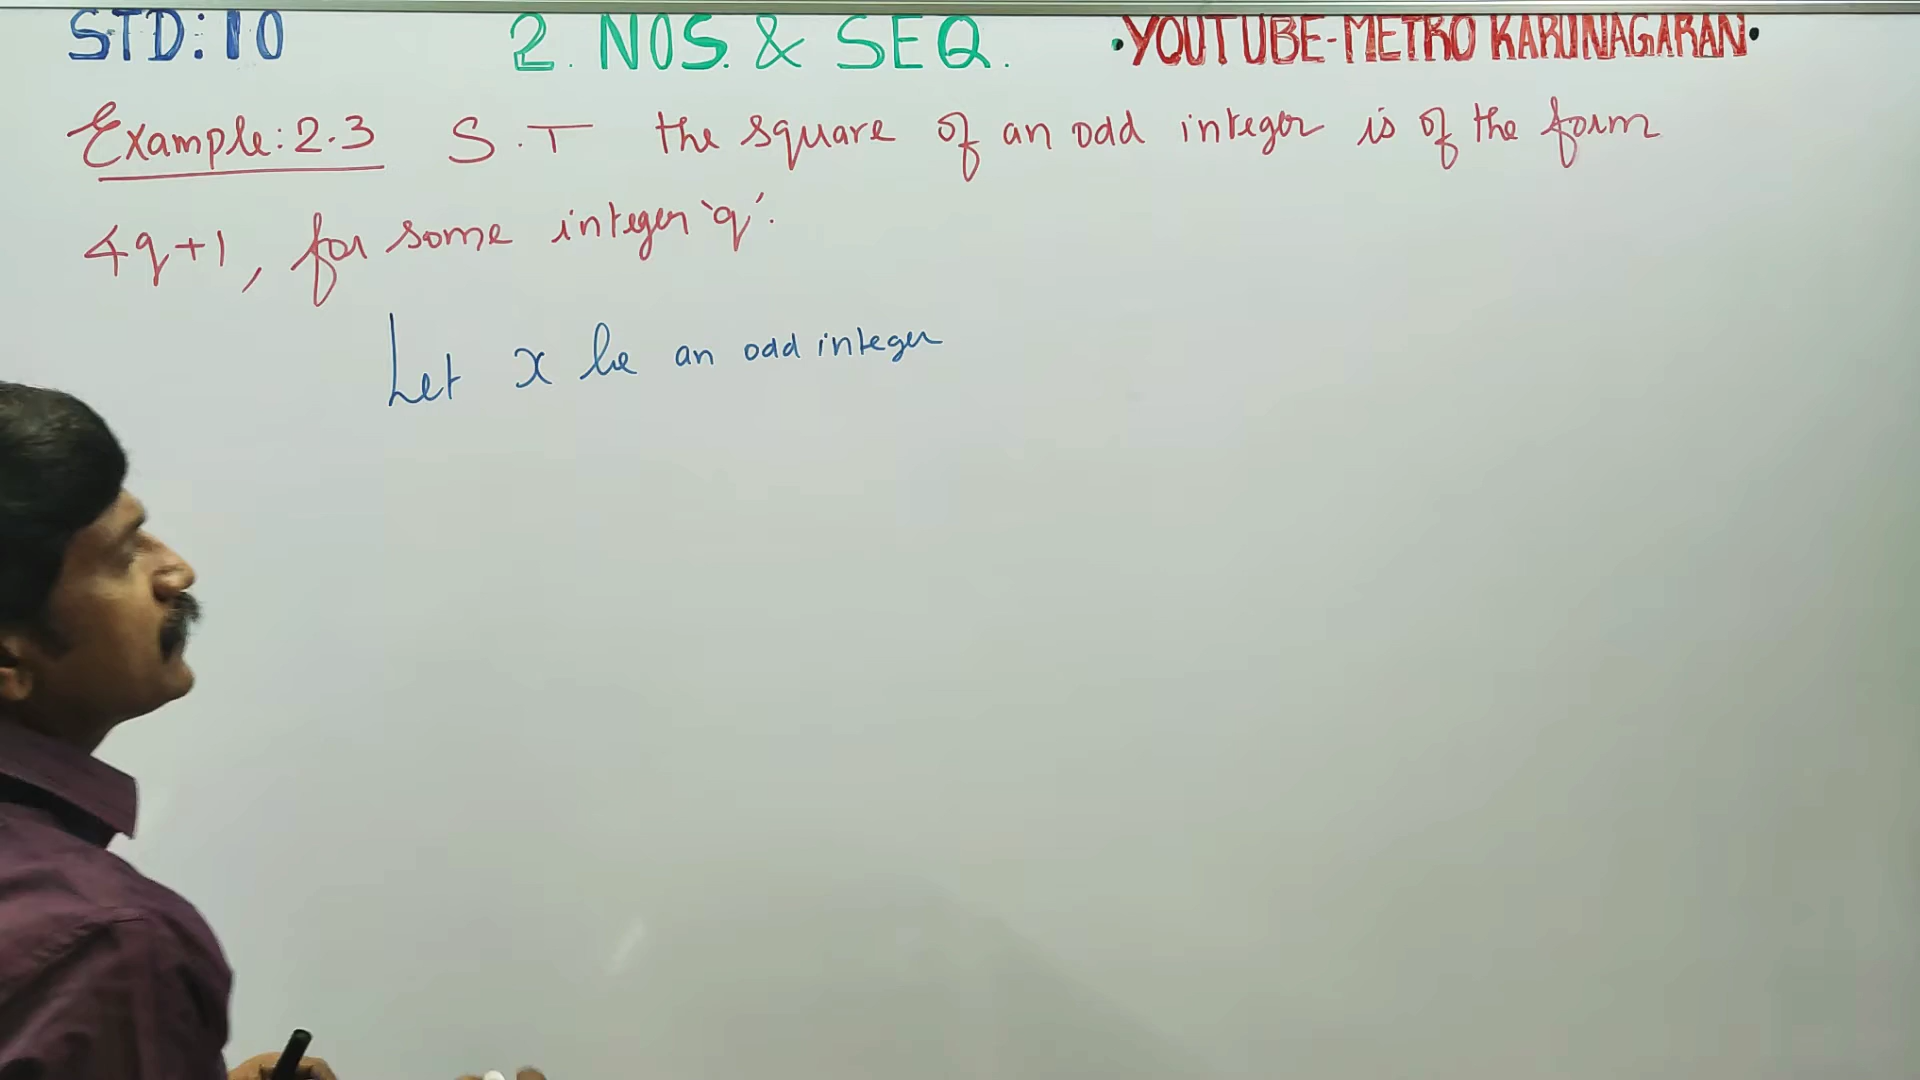 STD: 10 2. NOS. & SEQ. •YOUTUBE-METRO KARUNAGARAN•
Example: 2.3 S.T the square of an odd integer is of the form
4q+1, for some integer 'q'.
Let x be an odd integer